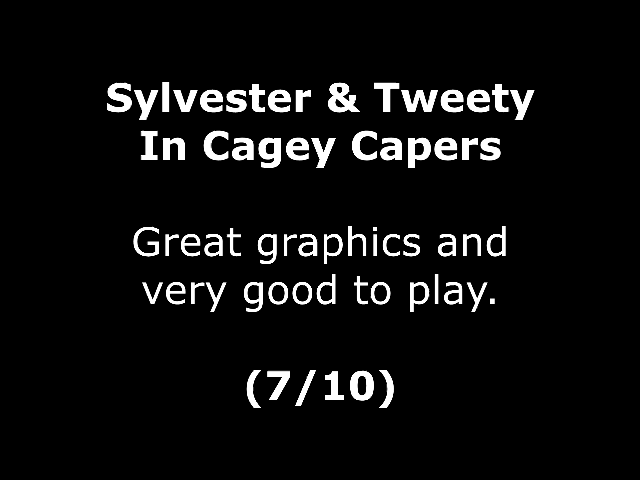 Sylvester & Tweety
In Cagey Capers
Great graphics and
very good to play.
(7/10)